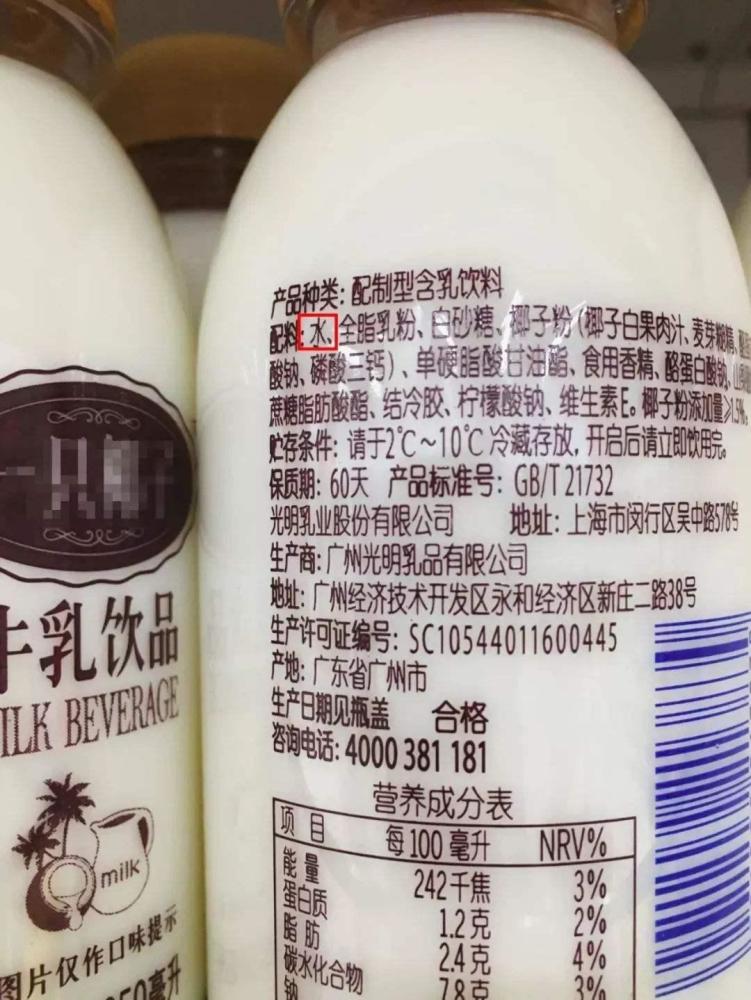 产品种类: 配制型含乳饮料
配料: 水、全脂乳粉、白砂糖、椰子粉(椰子白果肉汁、麦芽糊精、
酸钠、磷酸三钙)、单硬脂酸甘油酯、食用香精、酪蛋白酸钠、
蔗糖脂肪酸酯、结冷胶、柠檬酸钠、维生素E。椰子粉添加量≥1.5%。
贮存条件: 请于2℃~10℃冷藏存放, 开启后请立即饮用完。
保质期: 60天 产品标准号: GB/T 21732
光明乳业股份有限公司 地址: 上海市闵行区吴中路578号
生产商: 广州光明乳品有限公司
地址: 广州经济技术开发区永和经济区新庄二路38号
生产许可证编号: SC10544011600445
产地: 广东省广州市
生产日期见瓶盖 合格
咨询电话: 4000 381 181
营养成分表
项目 每100毫升 NRV%
能量 242千焦 3%
蛋白质 1.2克 2%
脂肪 2.4克 4%
碳水化合物 7.8克 3%
钠
牛乳饮品
MILK BEVERAGE
milk
图片仅作口味提示
350毫升